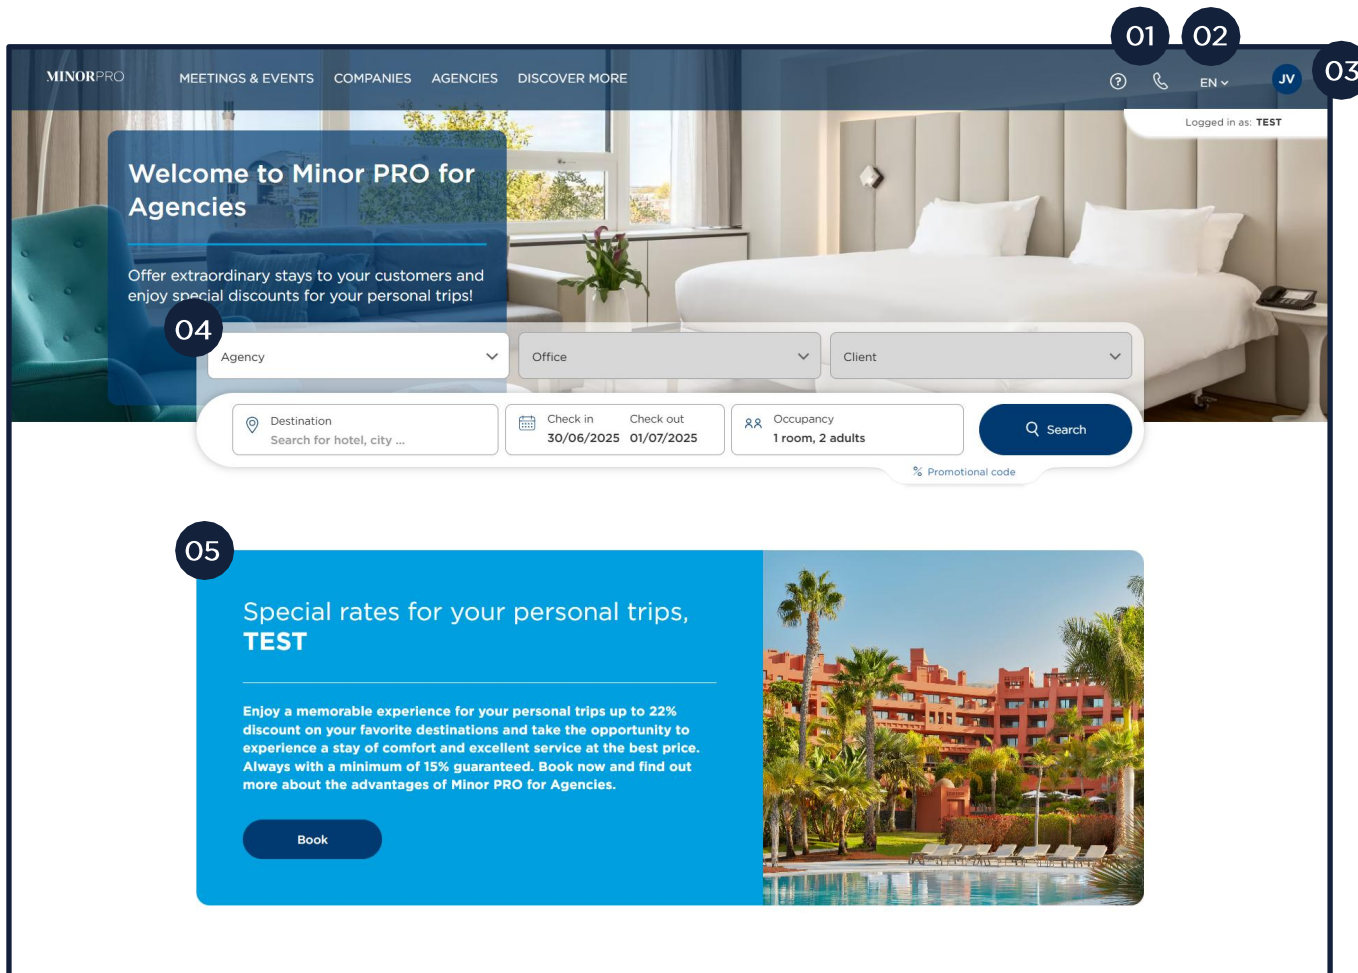 01 02 03
MINORPRO MEETINGS & EVENTS COMPANIES AGENCIES DISCOVER MORE ? EN JV
Logged in as: TEST
Welcome to Minor PRO for
Agencies
Offer extraordinary stays to your customers and
enjoy special discounts for your personal trips!
04
Agency Office Client
Destination Check in Check out Occupancy
Search for hotel, city ... 30/06/2025 01/07/2025 1 room, 2 adults Search
% Promotional code
05
Special rates for your personal trips,
TEST
Enjoy a memorable experience for your personal trips up to 22%
discount on your favorite destinations and take the opportunity to
experience a stay of comfort and excellent service at the best price.
Always with a minimum of 15% guaranteed. Book now and find out
more about the advantages of Minor PRO for Agencies.
Book